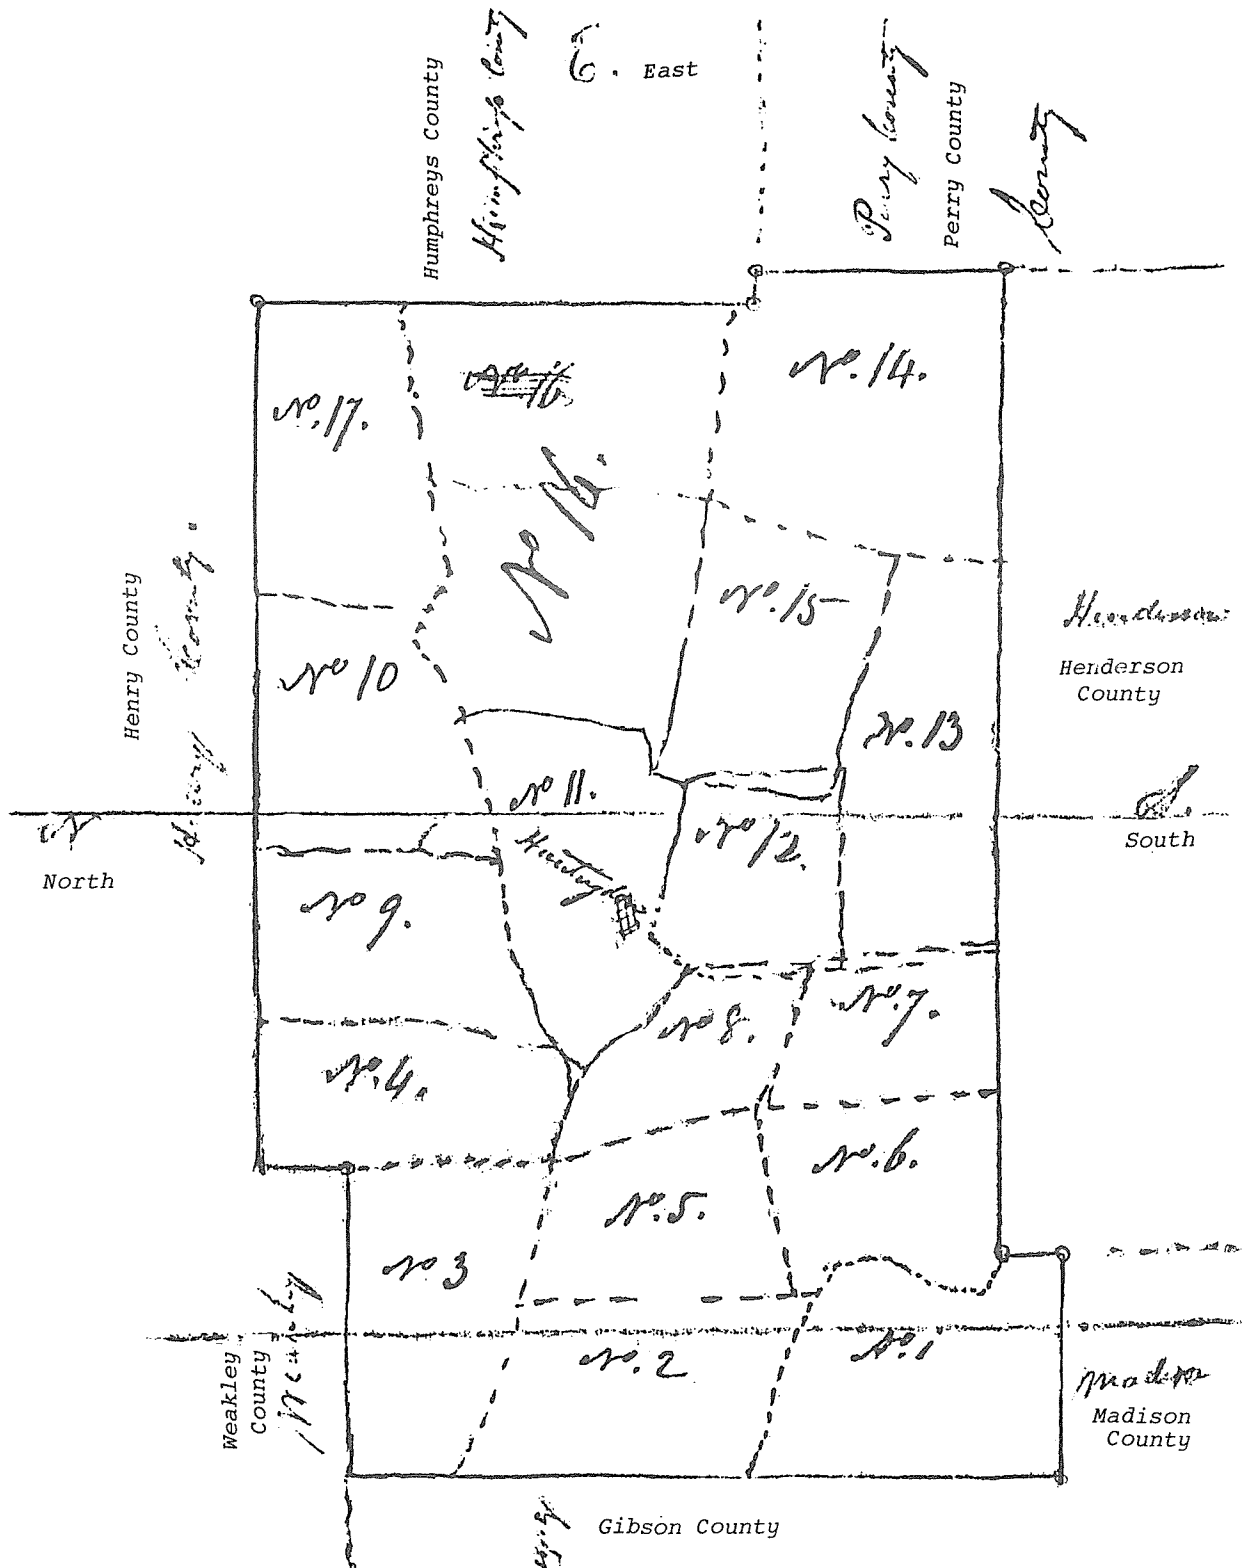 6. East
Humphreys County
Humphreys County
Perry County
Perry County
County
No. 17.
No. 14.
No 16.
No. 15
Henry County
Henry County.
No 10
No. 13
Henderson
Henderson
County
No 11.
No. 12.
N
North
S.
South
Huntingdon
No 9.
No 8.
No. 7.
No. 4.
No. 6.
No. 5.
No 3
No. 2
No. 1
Weakley
County
Weakley
Madison
Madison
County
Gibson County